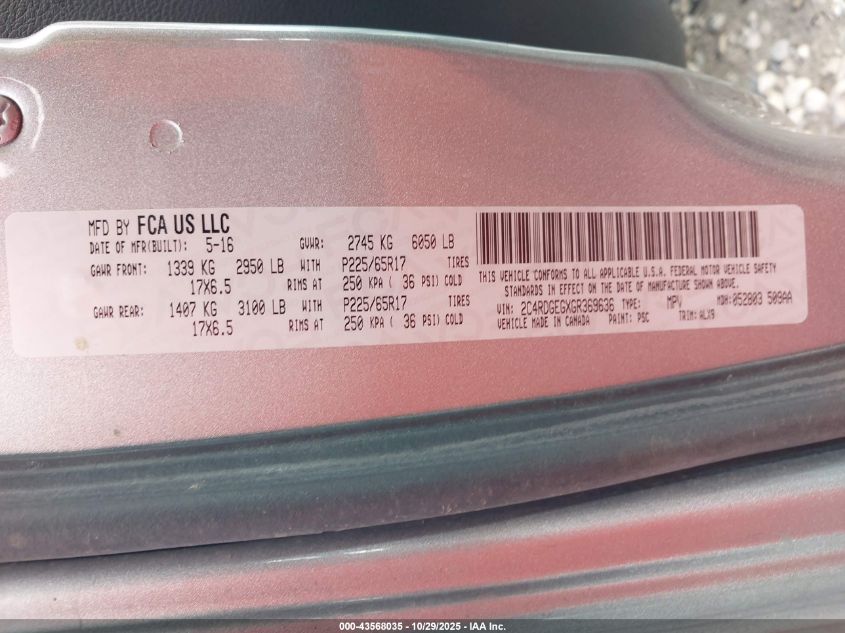 MFD BY FCA US LLC
DATE OF MFR(BUILT): 5-16 GVWR: 2745 KG 6050 LB
GAWR FRONT: 1339 KG 2950 LB WITH P225/65R17 TIRES
17X6.5 RIMS AT 250 KPA ( 36 PSI) COLD
GAWR REAR: 1407 KG 3100 LB WITH P225/65R17 TIRES
17X6.5 RIMS AT 250 KPA ( 36 PSI) COLD
THIS VEHICLE CONFORMS TO ALL APPLICABLE U.S.A. FEDERAL MOTOR VEHICLE SAFETY
STANDARDS IN EFFECT ON THE DATE OF MANUFACTURE SHOWN ABOVE.
VIN: 2C4RDGEGXGR369636 TYPE: MPV MDH: 052803 509AA
VEHICLE MADE IN CANADA PAINT: PSC TRIM: ALX9
000-43568035 / 10/29/2025 - IAA Inc.